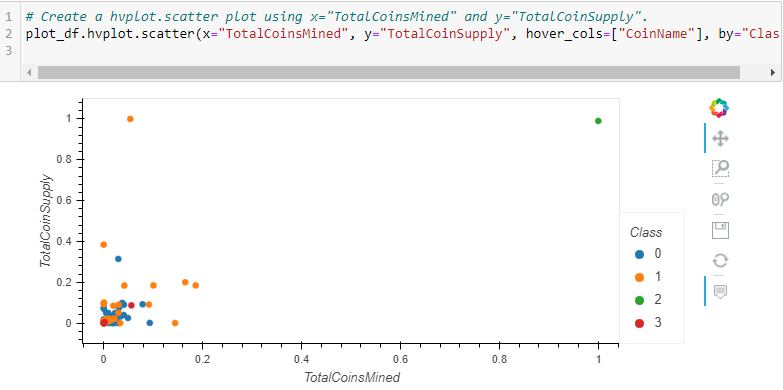 1 # Create a hvplot.scatter plot using x="TotalCoinsMined" and y="TotalCoinSupply".
2 plot_df.hvplot.scatter(x="TotalCoinsMined", y="TotalCoinSupply", hover_cols=["CoinName"], by="Clas
3
1
0.8
0.6
0.4
0.2
0
TotalCoinSupply
Class
0
1
2
3
0 0.2 0.4 0.6 0.8 1
TotalCoinsMined